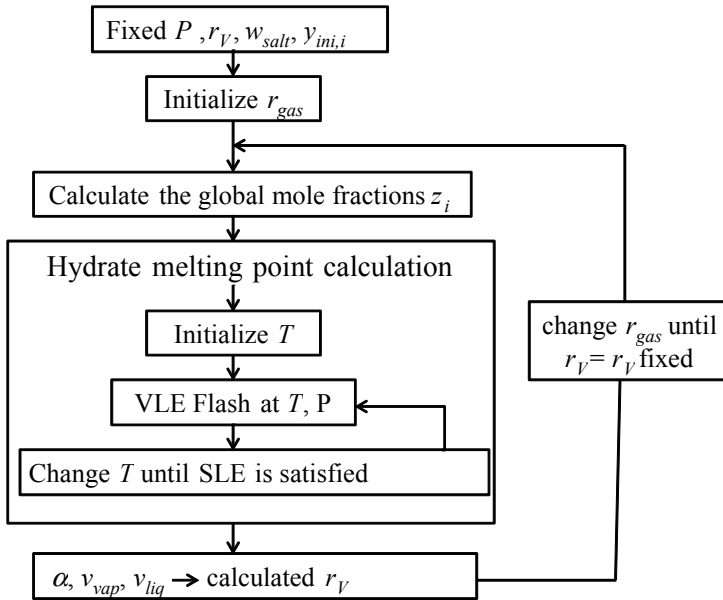 Fixed P , r_V, w_salt, y_ini,i
Initialize r_gas
Calculate the global mole fractions z_i
Hydrate melting point calculation
Initialize T
VLE Flash at T, P
Change T until SLE is satisfied
α, v_vap, v_liq → calculated r_V
change r_gas until
r_V = r_V fixed